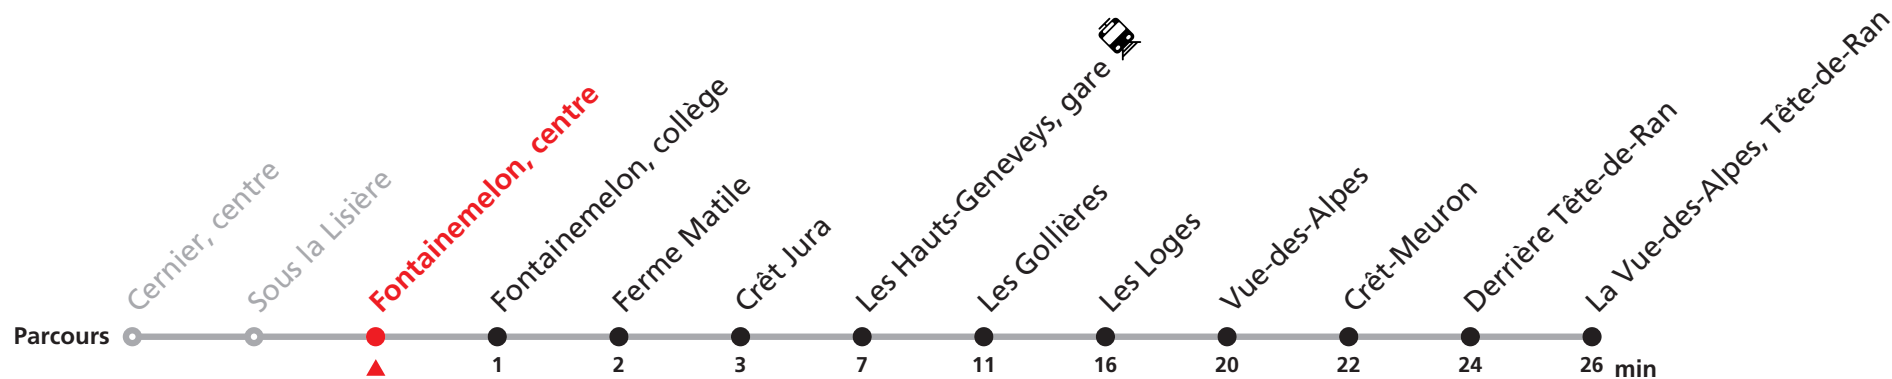 Cernier, centre
Sous la Lisière
Fontainemelon, centre
Fontainemelon, collège
Ferme Matile
Crêt Jura
Les Hauts-Geneveys, gare
Les Gollières
Les Loges
Vue-des-Alpes
Crêt-Meuron
Derrière Tête-de-Ran
La Vue-des-Alpes, Tête-de-Ran
Parcours
1 2 3 7 11 16 20 22 24 26 min